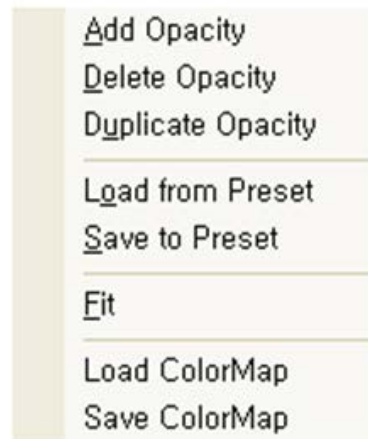 Add Opacity
Delete Opacity
Duplicate Opacity
Load from Preset
Save to Preset
Fit
Load ColorMap
Save ColorMap